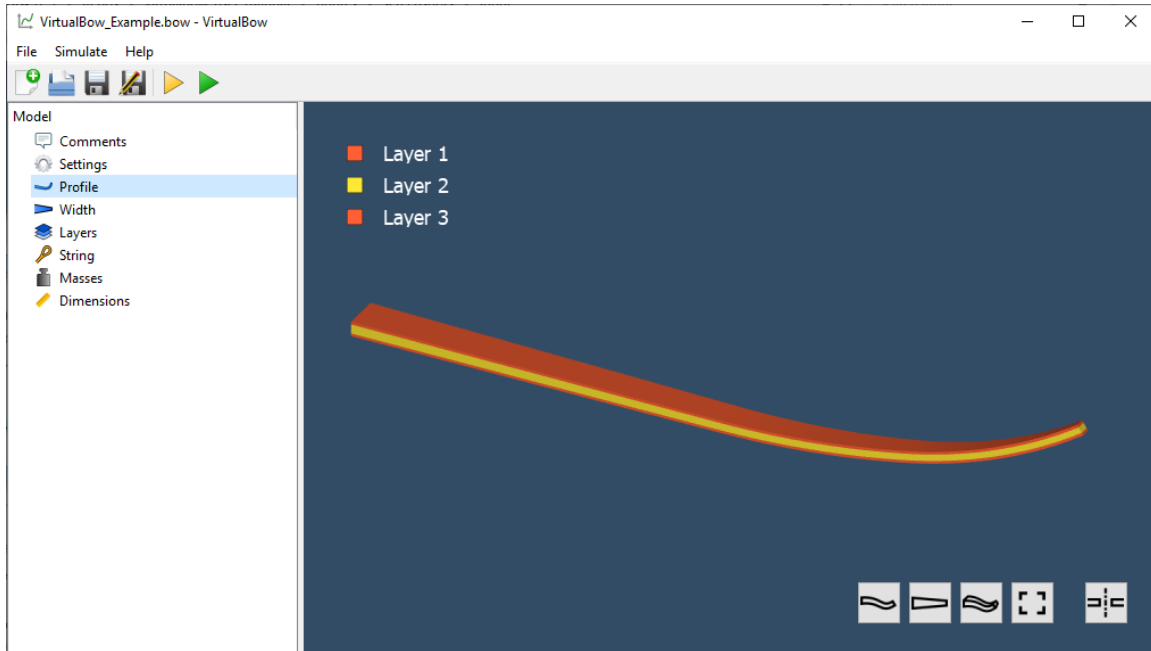 VirtualBow_Example.bow - VirtualBow
File Simulate Help
Model
Comments
Settings
Profile
Width
Layers
String
Masses
Dimensions
Layer 1
Layer 2
Layer 3